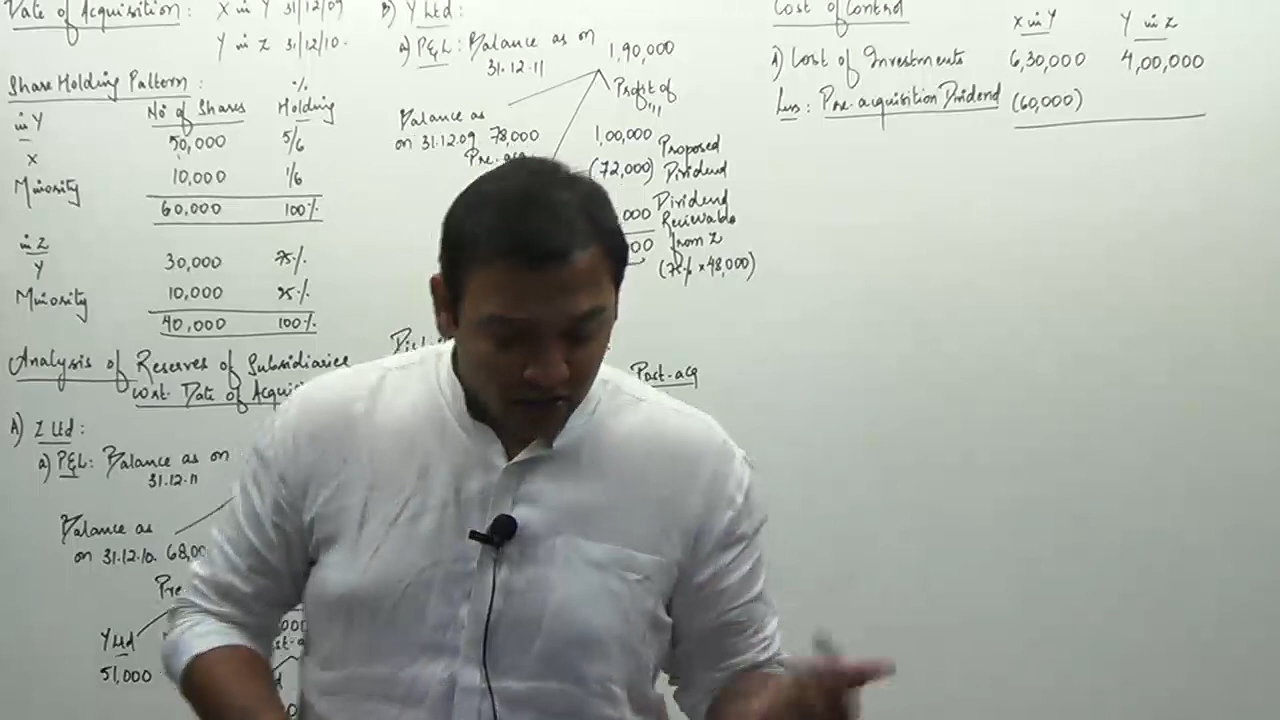 Date of Acquisition : X in Y 31/12/09
Y in Z 31/12/10.
Share Holding Pattern :
No of Shares % Holding
in Y
X 50,000 5/6
Minority 10,000 1/6
60,000 100%
in Z
Y 30,000 75%
Minority 10,000 25%
40,000 100%
Analysis of Reserves of Subsidiaries
w.r.t. Date of
A) Z Ltd :
a) P&L : Balance as on
31.12.11
Balance as
on 31.12.10.
Y Ltd
51,000
B) Y Ltd :
a) P&L : Balance as on 1,90,000
31.12.11
Balance as
on 31.12.09 78,000
Profit of
'11
1,00,000
(72,000) Proposed
Dividend
Dividend
Receivable
from Z
(75% x 48,000)
Post-acq
Cost of Control
X in Y Y in Z
A) Cost of Investments 6,30,000 4,00,000
Less : Pre-acquisition Dividend (60,000)